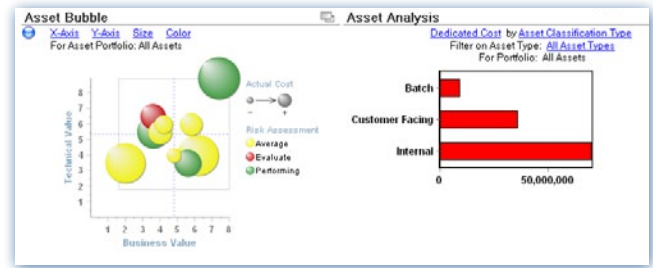 Asset Bubble
X-Axis Y-Axis Size Color
For Asset Portfolio: All Assets
Technical Value
8
7
6
5
4
3
2
1
1 2 3 4 5 6 7 8
Business Value
Actual Cost
- +
Risk Assessment
Average
Evaluate
Performing
Asset Analysis
Dedicated Cost by Asset Classification Type
Filter on Asset Type: All Asset Types
For Portfolio: All Assets
Batch
Customer Facing
Internal
0 50,000,000